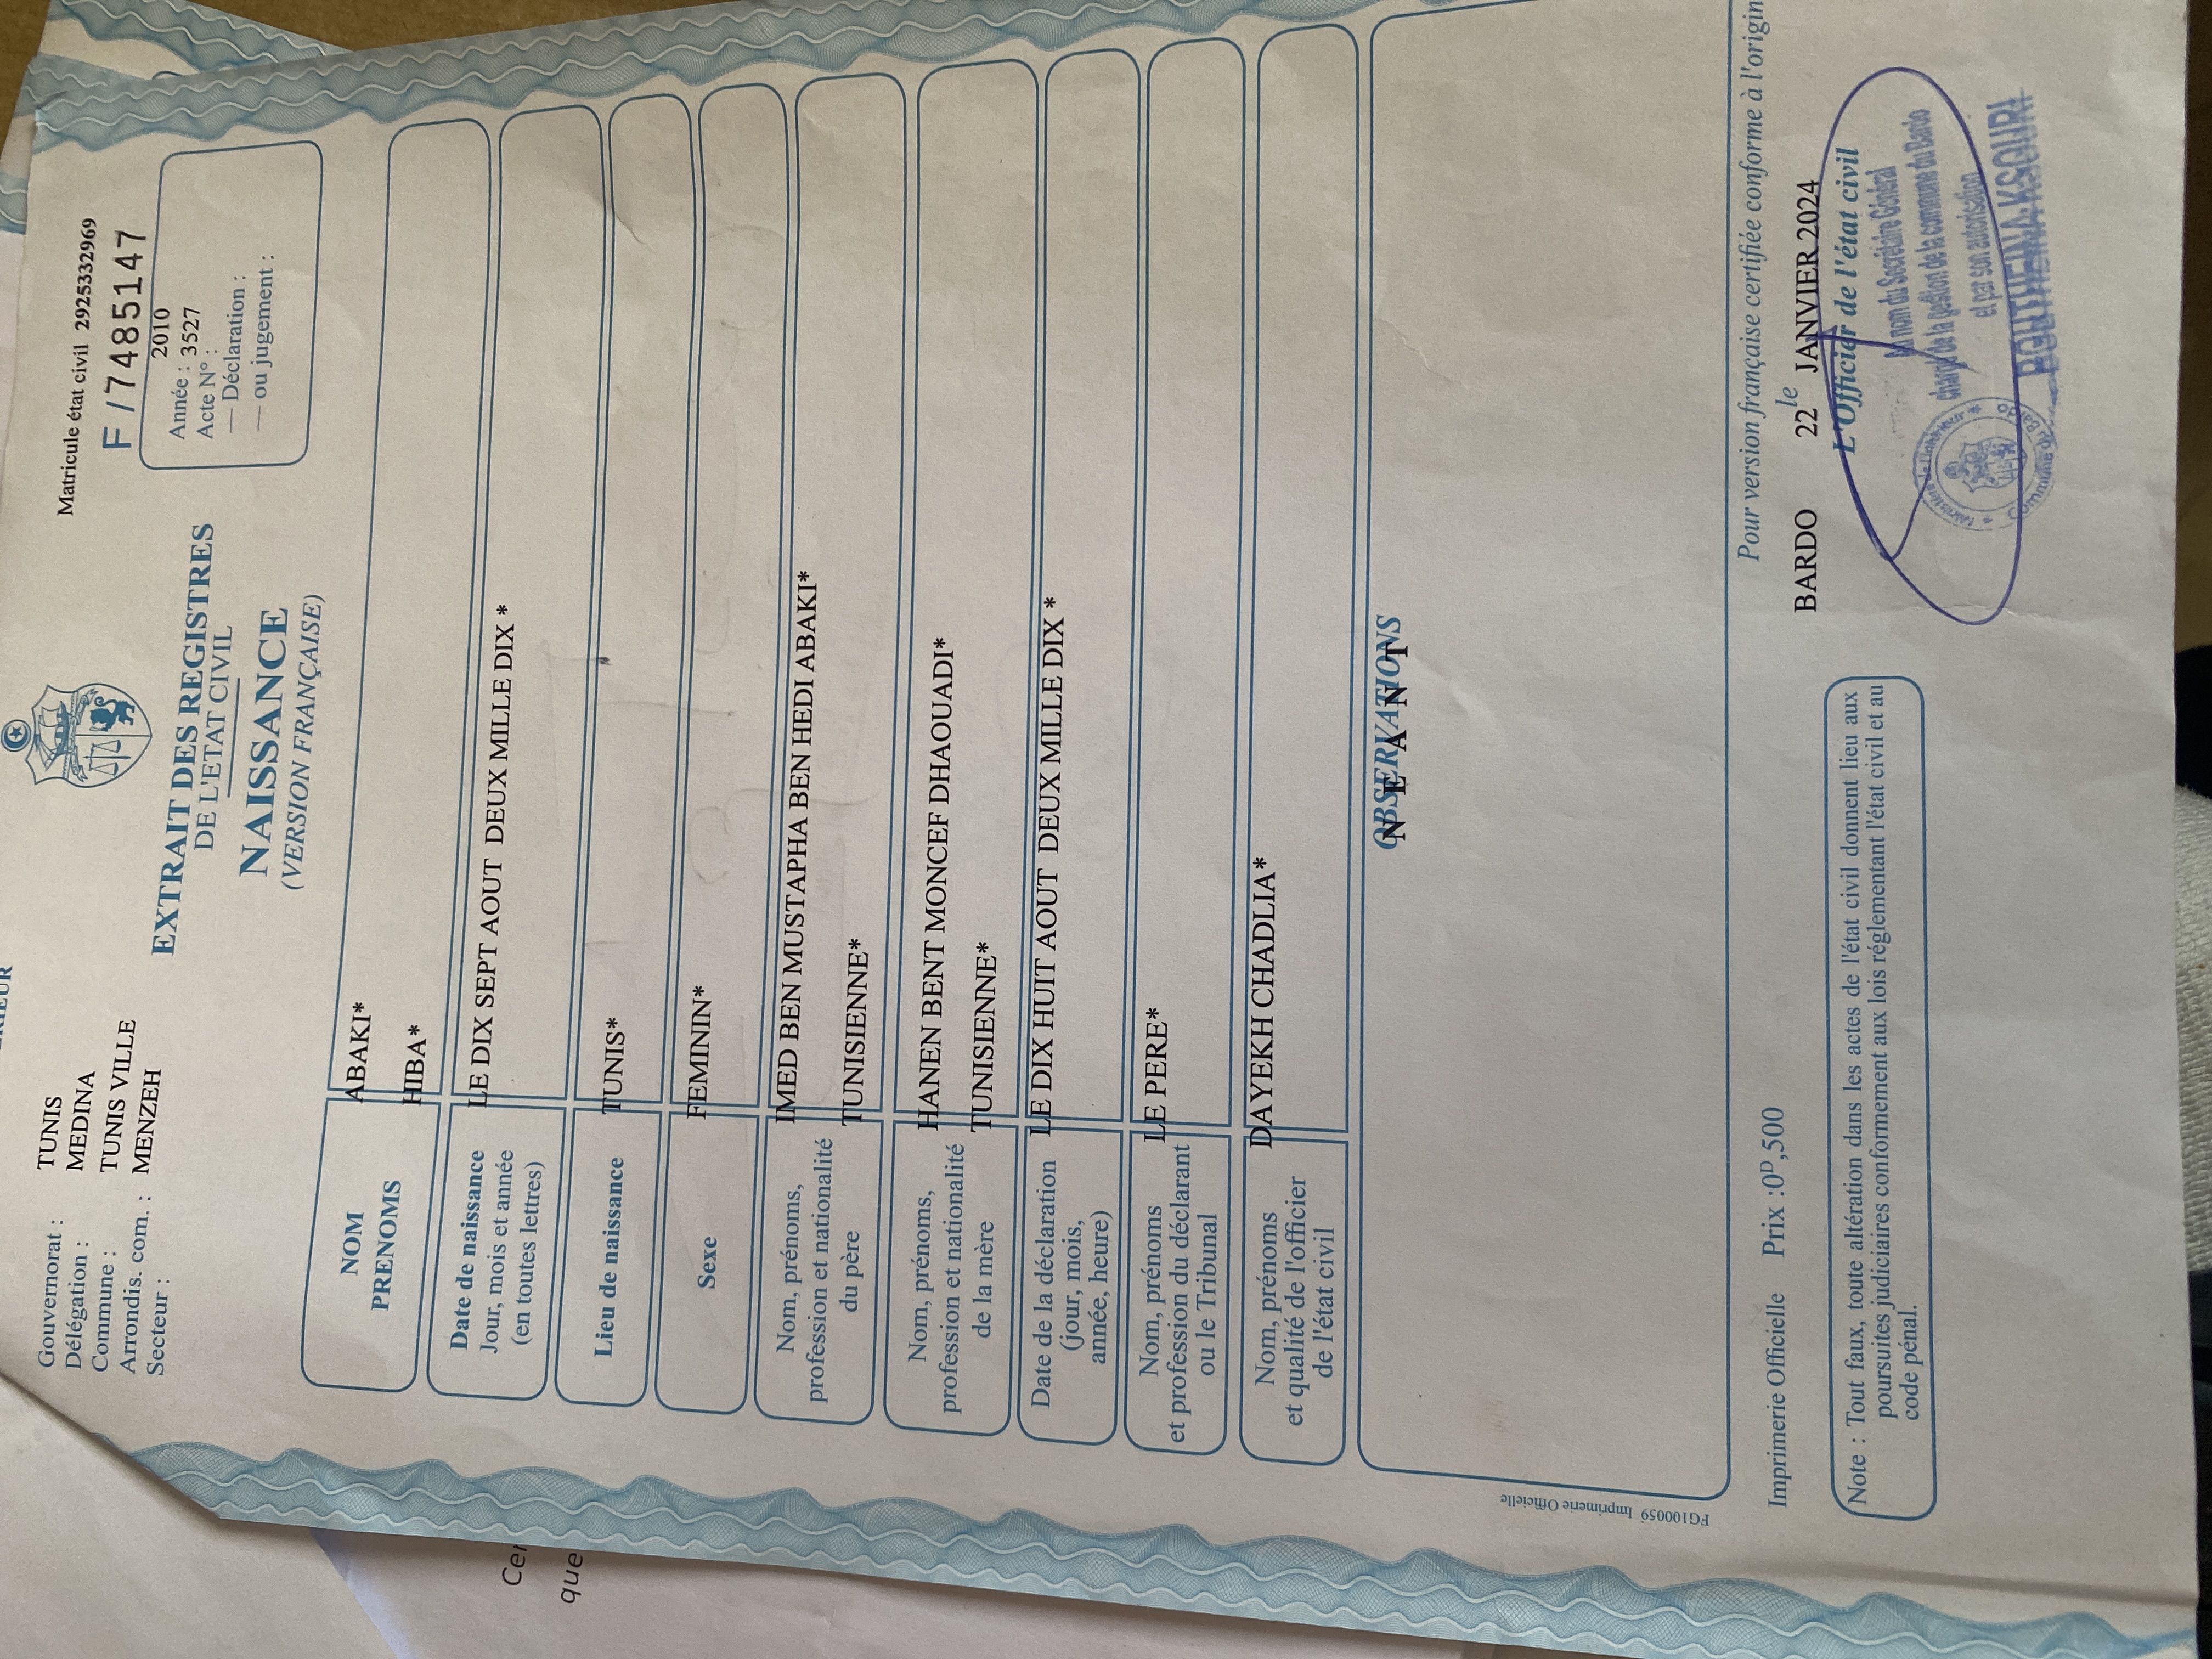 Gouvernorat : TUNIS
Délégation : MEDINA
Commune : TUNIS VILLE
Arrondis. com. : MENZEH
Secteur :
Matricule état civil 2925332969
F /7485147
2010
Année : 3527
Acte N° :
— Déclaration :
— ou jugement :
EXTRAIT DES REGISTRES
DE L'ETAT CIVIL
NAISSANCE
(VERSION FRANÇAISE)
NOM ABAKI*
PRENOMS HIBA*
Date de naissance
Jour, mois et année
(en toutes lettres)
LE DIX SEPT AOUT DEUX MILLE DIX *
Lieu de naissance TUNIS*
Sexe FEMININ*
Nom, prénoms,
profession et nationalité
du père
IMED BEN MUSTAPHA BEN HEDI ABAKI*
TUNISIENNE*
Nom, prénoms,
profession et nationalité
de la mère
HANEN BENT MONCEF DHAOUADI*
TUNISIENNE*
Date de la déclaration
(jour, mois,
année, heure)
LE DIX HUIT AOUT DEUX MILLE DIX *
Nom, prénoms
et profession du déclarant
ou le Tribunal
LE PERE*
Nom, prénoms
et qualité de l'officier
de l'état civil
DAYEKH CHADLIA*
OBSERVATIONS
N E A N T
FG100059 Imprimerie Officielle
Imprimerie Officielle Prix :0ᴰ,500
Pour version française certifiée conforme à
BARDO 22 le JANVIER 2024
L'Officier de l'état civil
Au nom du Secrétaire Général
chargé de la gestion de la commune du Bardo
et par son autorisation
BOUTHEINA KSOURI
Note : Tout faux, toute altération dans les actes de l'état civil donnent lieu aux
poursuites judiciaires conformement aux lois réglementant l'état civil et au
code pénal.
que